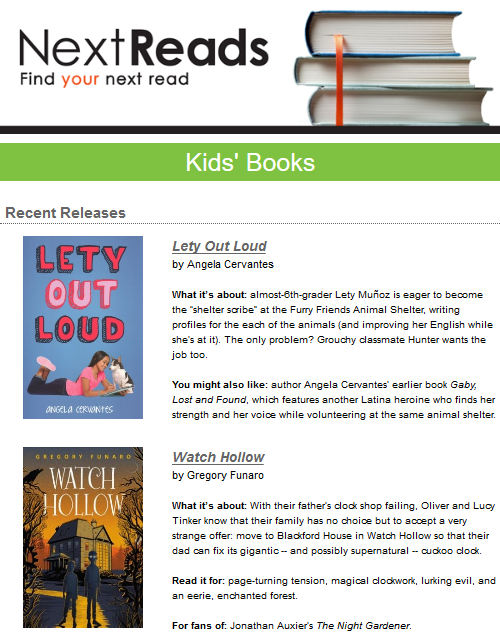 NextReads
Find your next read
Kids' Books
Recent Releases
LETY
OUT
LOUD
ANGELA CERVANTES
Lety Out Loud
by Angela Cervantes
What it's about: almost-6th-grader Lety Muñoz is eager to become
the "shelter scribe" at the Furry Friends Animal Shelter, writing
profiles for the each of the animals (and improving her English while
she's at it). The only problem? Grouchy classmate Hunter wants the
job too.
You might also like: author Angela Cervantes' earlier book Gaby,
Lost and Found, which features another Latina heroine who finds her
strength and her voice while volunteering at the same animal shelter.
GREGORY FUNARO
WATCH
HOLLOW
Watch Hollow
by Gregory Funaro
What it's about: With their father's clock shop failing, Oliver and Lucy
Tinker know that their family has no choice but to accept a very
strange offer: move to Blackford House in Watch Hollow so that their
dad can fix its gigantic -- and possibly supernatural -- cuckoo clock.
Read it for: page-turning tension, magical clockwork, lurking evil, and
an eerie, enchanted forest.
For fans of: Jonathan Auxier's The Night Gardener.